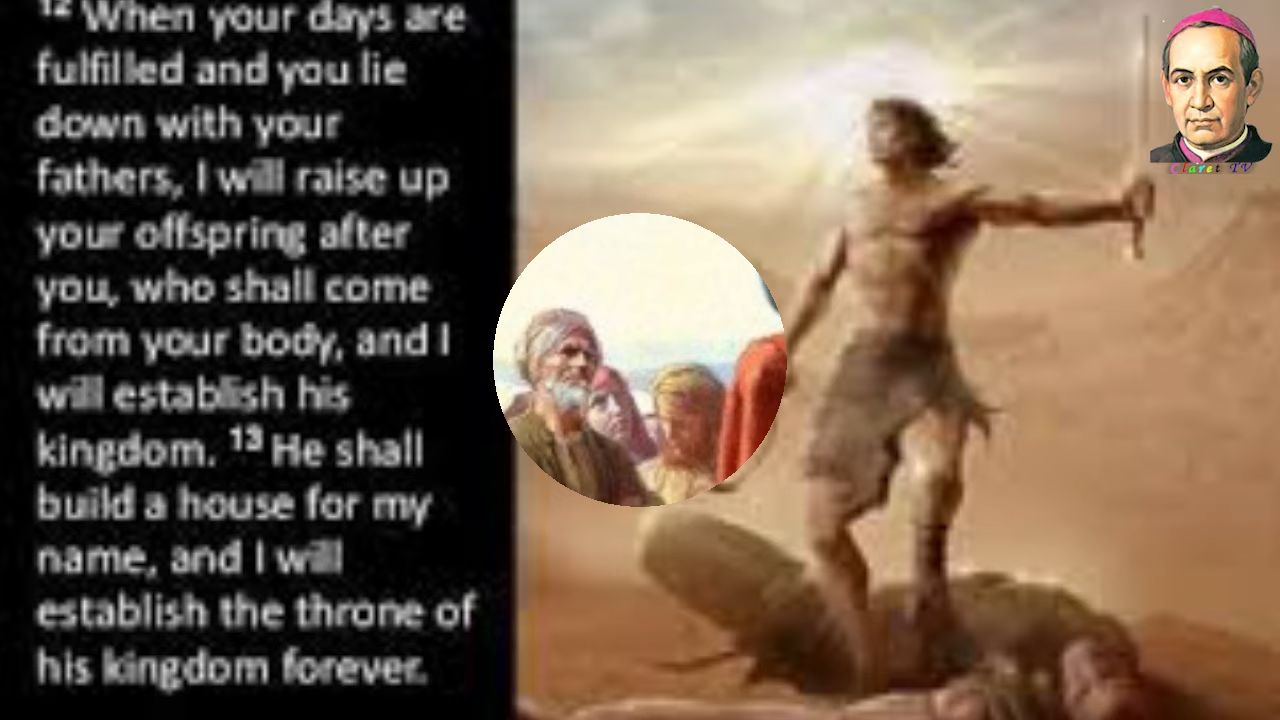 12 When your days are
fulfilled and you lie
down with your
fathers, I will raise up
your offspring after
you, who shall come
from your body, and I
will establish his
kingdom. 13 He shall
build a house for my
name, and I will
establish the throne of
his kingdom forever.
Claret TV